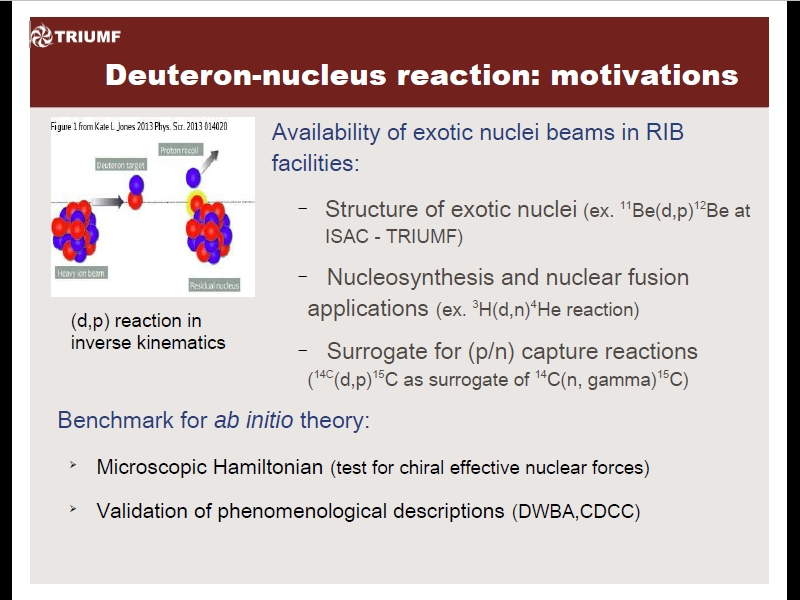 TRIUMF
Deuteron-nucleus reaction: motivations
Figure 1 from Kate L Jones 2013 Phys. Scr. 2013 014020
Proton recoil
Deuteron target
Heavy ion beam
Residual nucleus
(d,p) reaction in
inverse kinematics
Availability of exotic nuclei beams in RIB
facilities:
– Structure of exotic nuclei (ex. ¹¹Be(d,p)¹²Be at
ISAC - TRIUMF)
– Nucleosynthesis and nuclear fusion
applications (ex. ³H(d,n)⁴He reaction)
– Surrogate for (p/n) capture reactions
(¹⁴ᶜ(d,p)¹⁵C as surrogate of ¹⁴C(n, gamma)¹⁵C)
Benchmark for ab initio theory:
➢ Microscopic Hamiltonian (test for chiral effective nuclear forces)
➢ Validation of phenomenological descriptions (DWBA,CDCC)